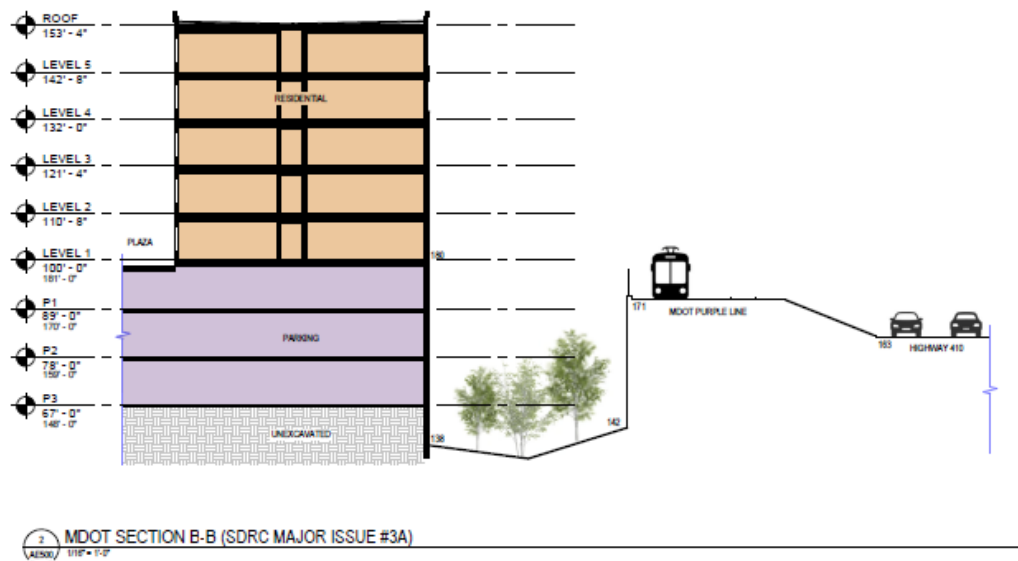 ROOF
153' - 4"
LEVEL 5
142' - 8"
RESIDENTIAL
LEVEL 4
132' - 0"
LEVEL 3
121' - 4"
LEVEL 2
110' - 8"
PLAZA
LEVEL 1
100' - 0"
181' - 0"
180
P1
89' - 0"
170' - 0"
171
MDOT PURPLE LINE
PARKING
163
HIGHWAY 410
P2
78' - 0"
159' - 0"
P3
67' - 0"
148' - 0"
142
UNEXCAVATED
138
2
AE500
MDOT SECTION B-B (SDRC MAJOR ISSUE #3A)
1/16" = 1'-0"